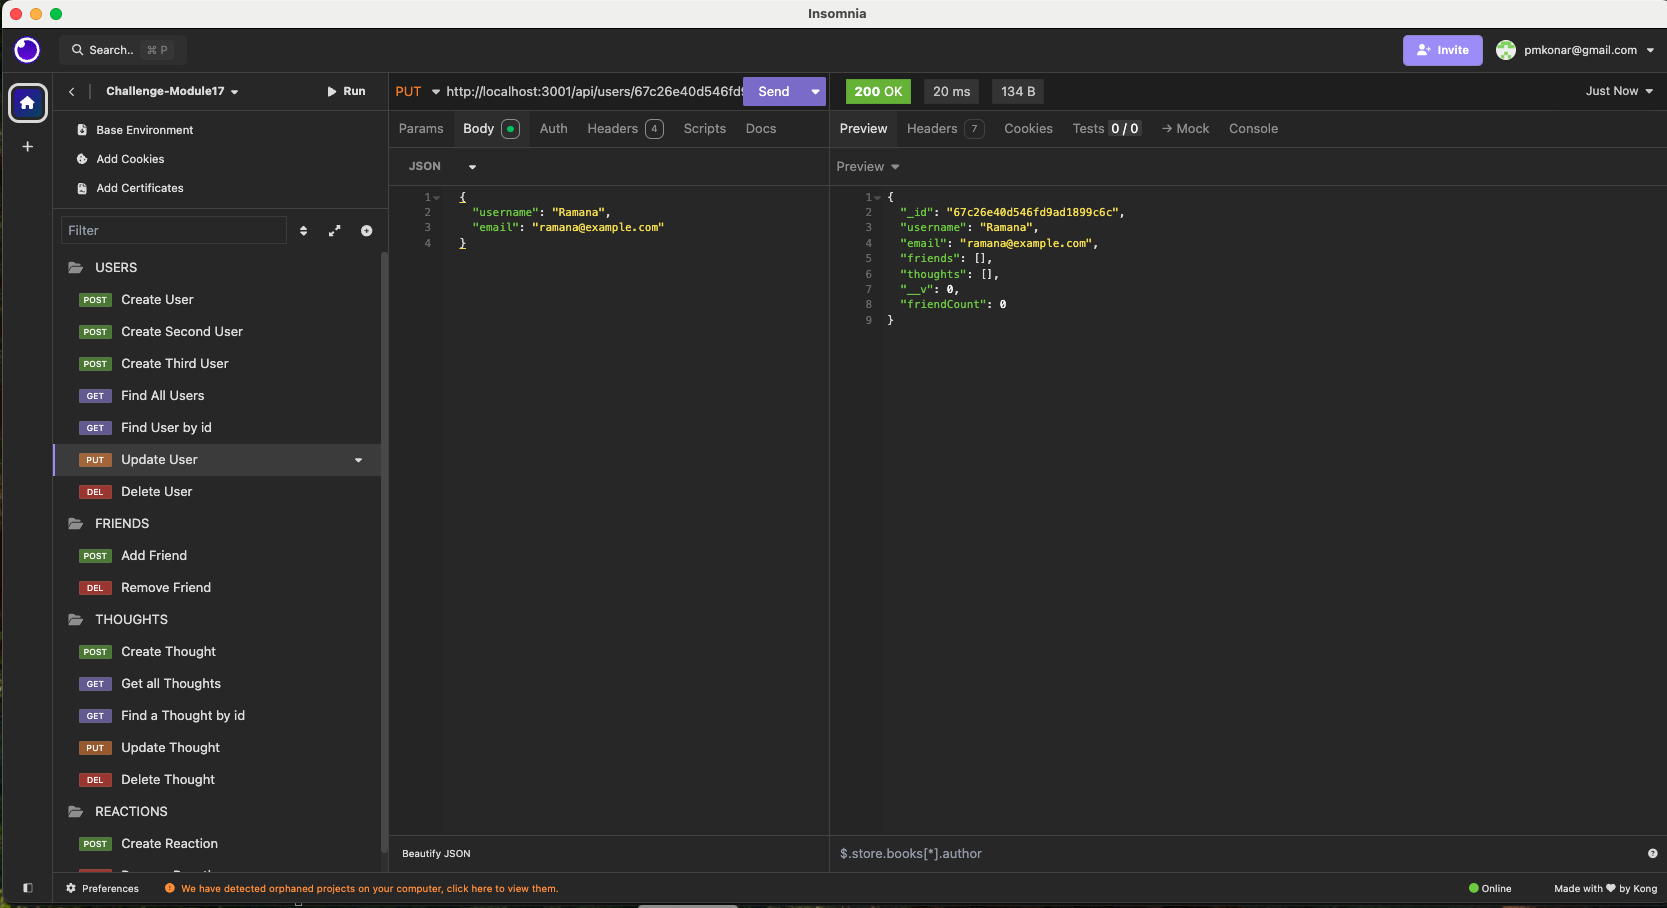 Insomnia
Search.. ⌘ P
Invite
pmkonar@gmail.com
Challenge-Module17
Run
PUT http://localhost:3001/api/users/67c26e40d546fd9
Send
200 OK
20 ms
134 B
Just Now
Base Environment
Add Cookies
Add Certificates
Params
Body
Auth
Headers 4
Scripts
Docs
Preview
Headers 7
Cookies
Tests 0 / 0
Mock
Console
JSON
Preview
Filter
1 {
2 "username": "Ramana",
3 "email": "ramana@example.com"
4 }
1 {
2 "_id": "67c26e40d546fd9ad1899c6c",
3 "username": "Ramana",
4 "email": "ramana@example.com",
5 "friends": [],
6 "thoughts": [],
7 "__v": 0,
8 "friendCount": 0
9 }
USERS
POST Create User
POST Create Second User
POST Create Third User
GET Find All Users
GET Find User by id
PUT Update User
DEL Delete User
FRIENDS
POST Add Friend
DEL Remove Friend
THOUGHTS
POST Create Thought
GET Get all Thoughts
GET Find a Thought by id
PUT Update Thought
DEL Delete Thought
REACTIONS
POST Create Reaction
Beautify JSON
$.store.books[*].author
Preferences
We have detected orphaned projects on your computer, click here to view them.
Online
Made with ♥ by Kong